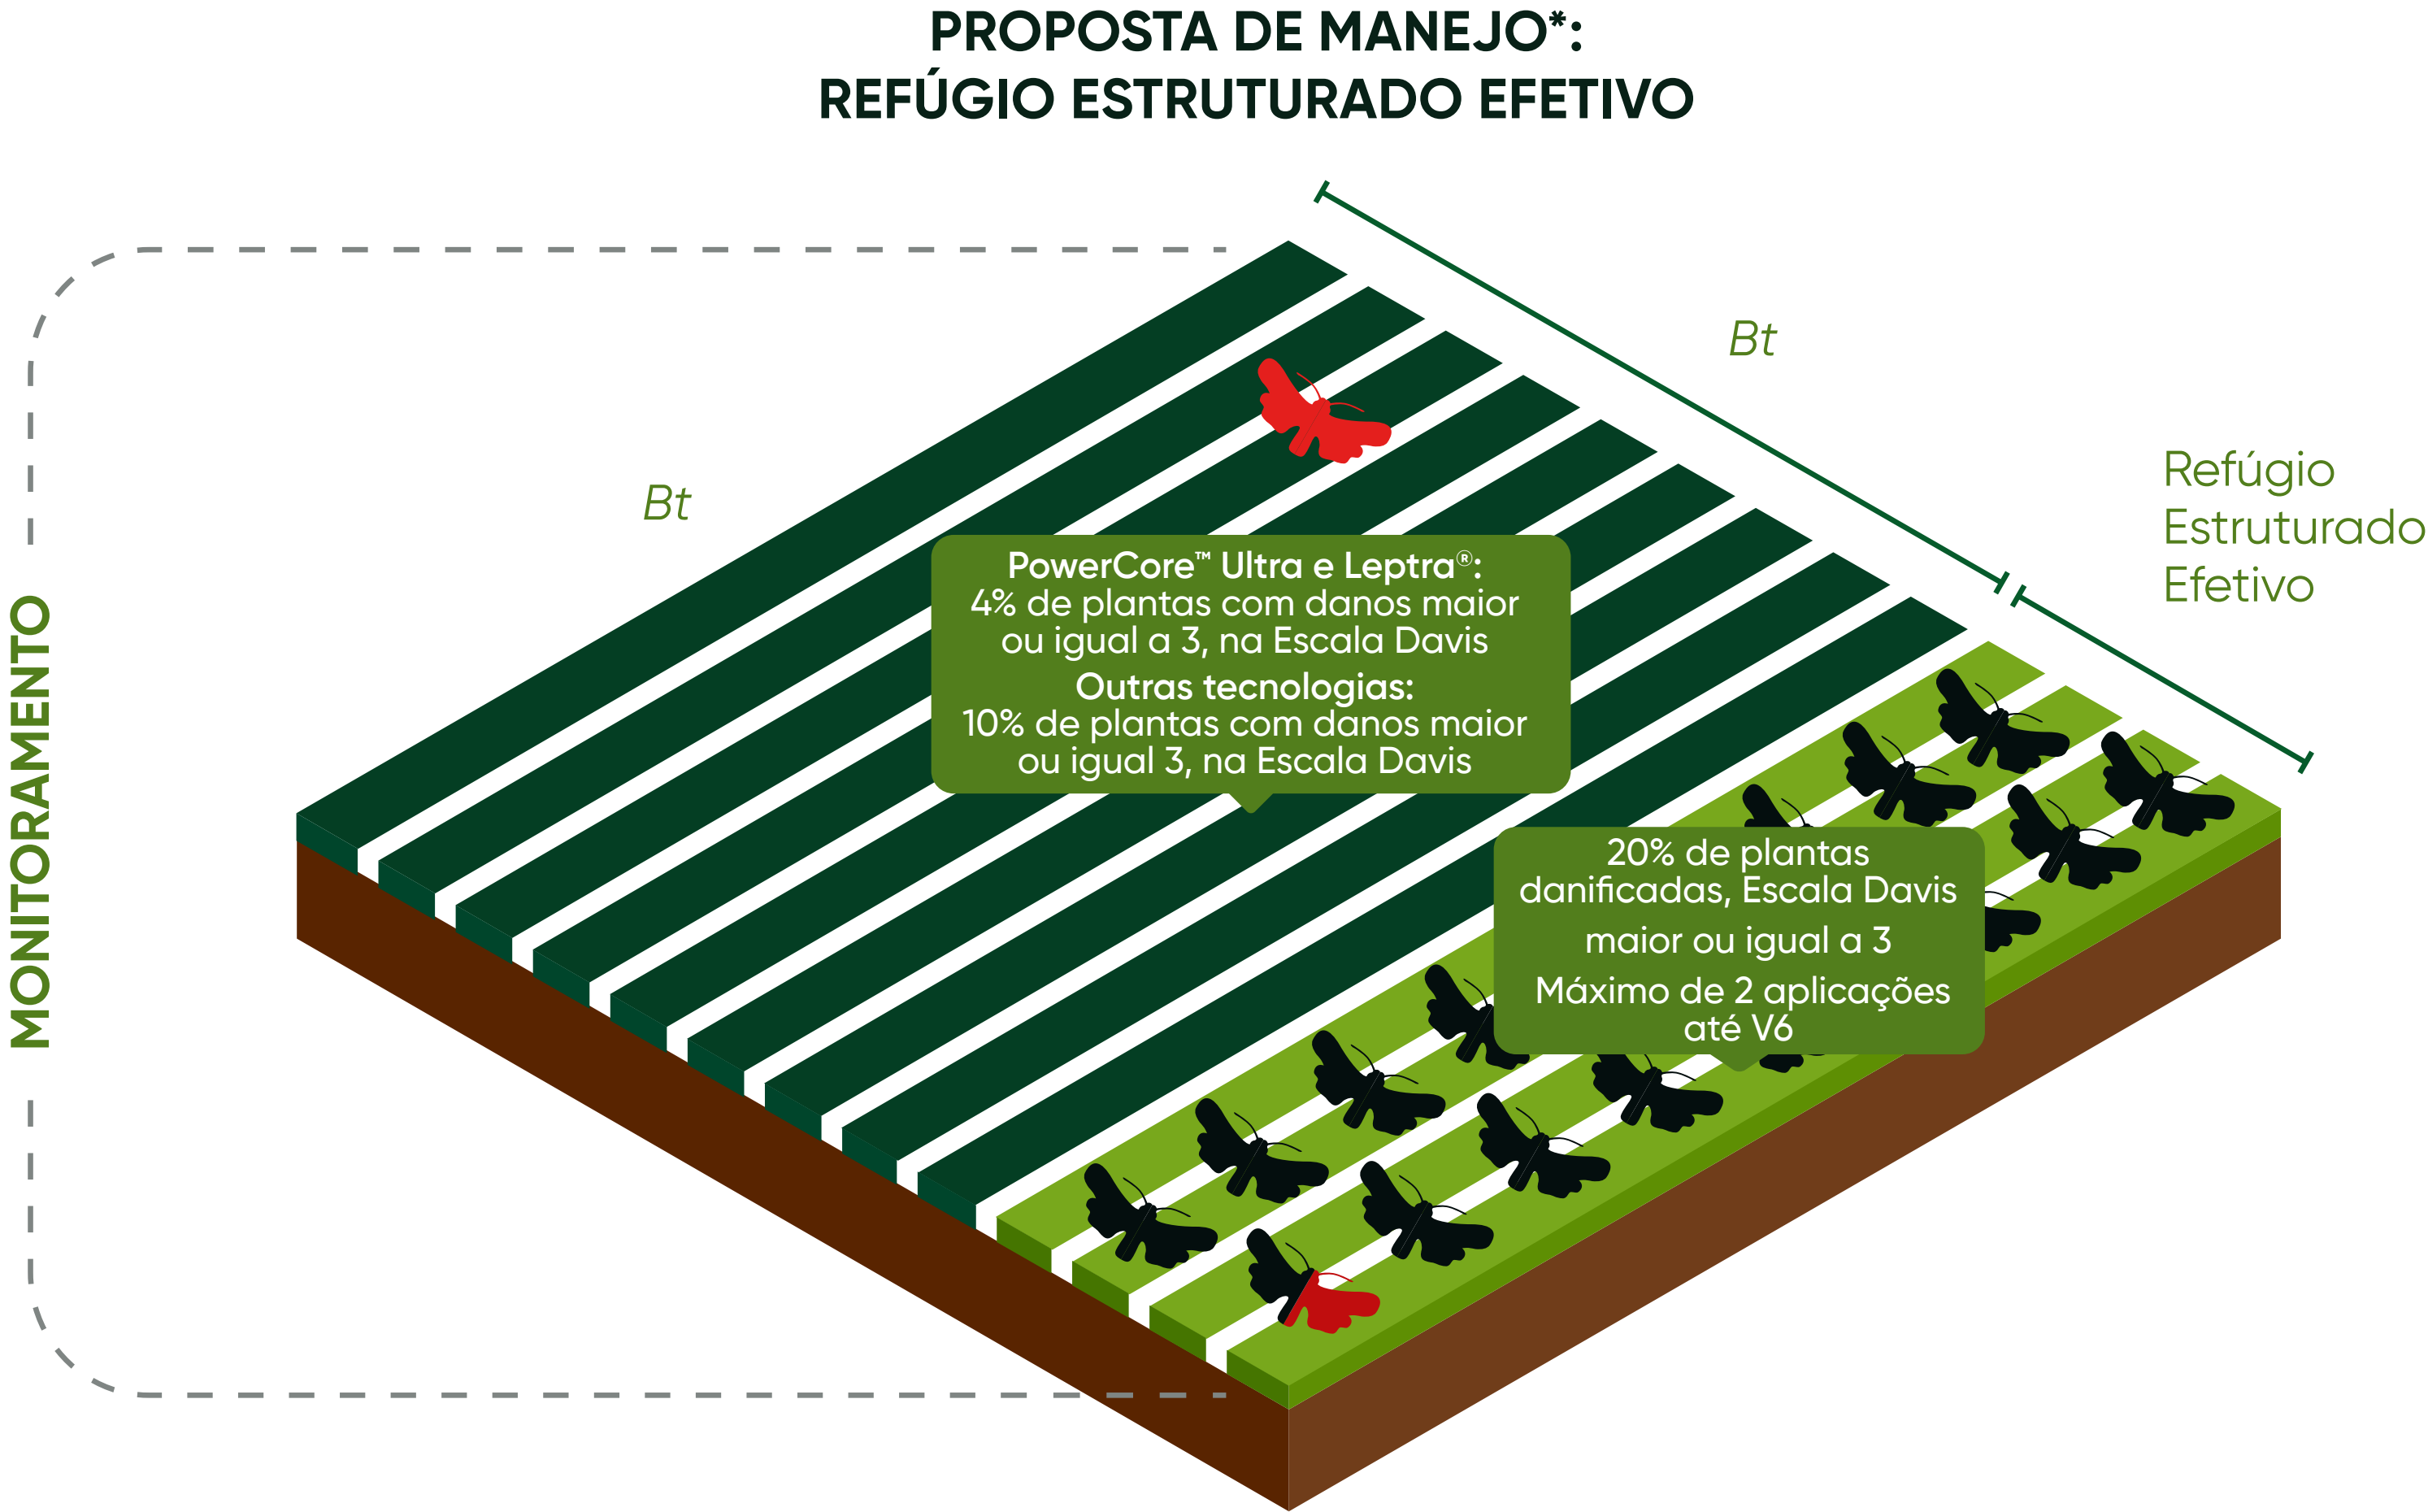 PROPOSTA DE MANEJO*:
REFÚGIO ESTRUTURADO EFETIVO
Bt
Refúgio
Estruturado
Efetivo
Bt
MONITORAMENTO
PowerCore™ Ultra e Leptra®:
4% de plantas com danos maior
ou igual a 3, na Escala Davis
Outras tecnologias:
10% de plantas com danos maior
ou igual 3, na Escala Davis
20% de plantas
danificadas, Escala Davis
maior ou igual a 3
Máximo de 2 aplicações
até V6